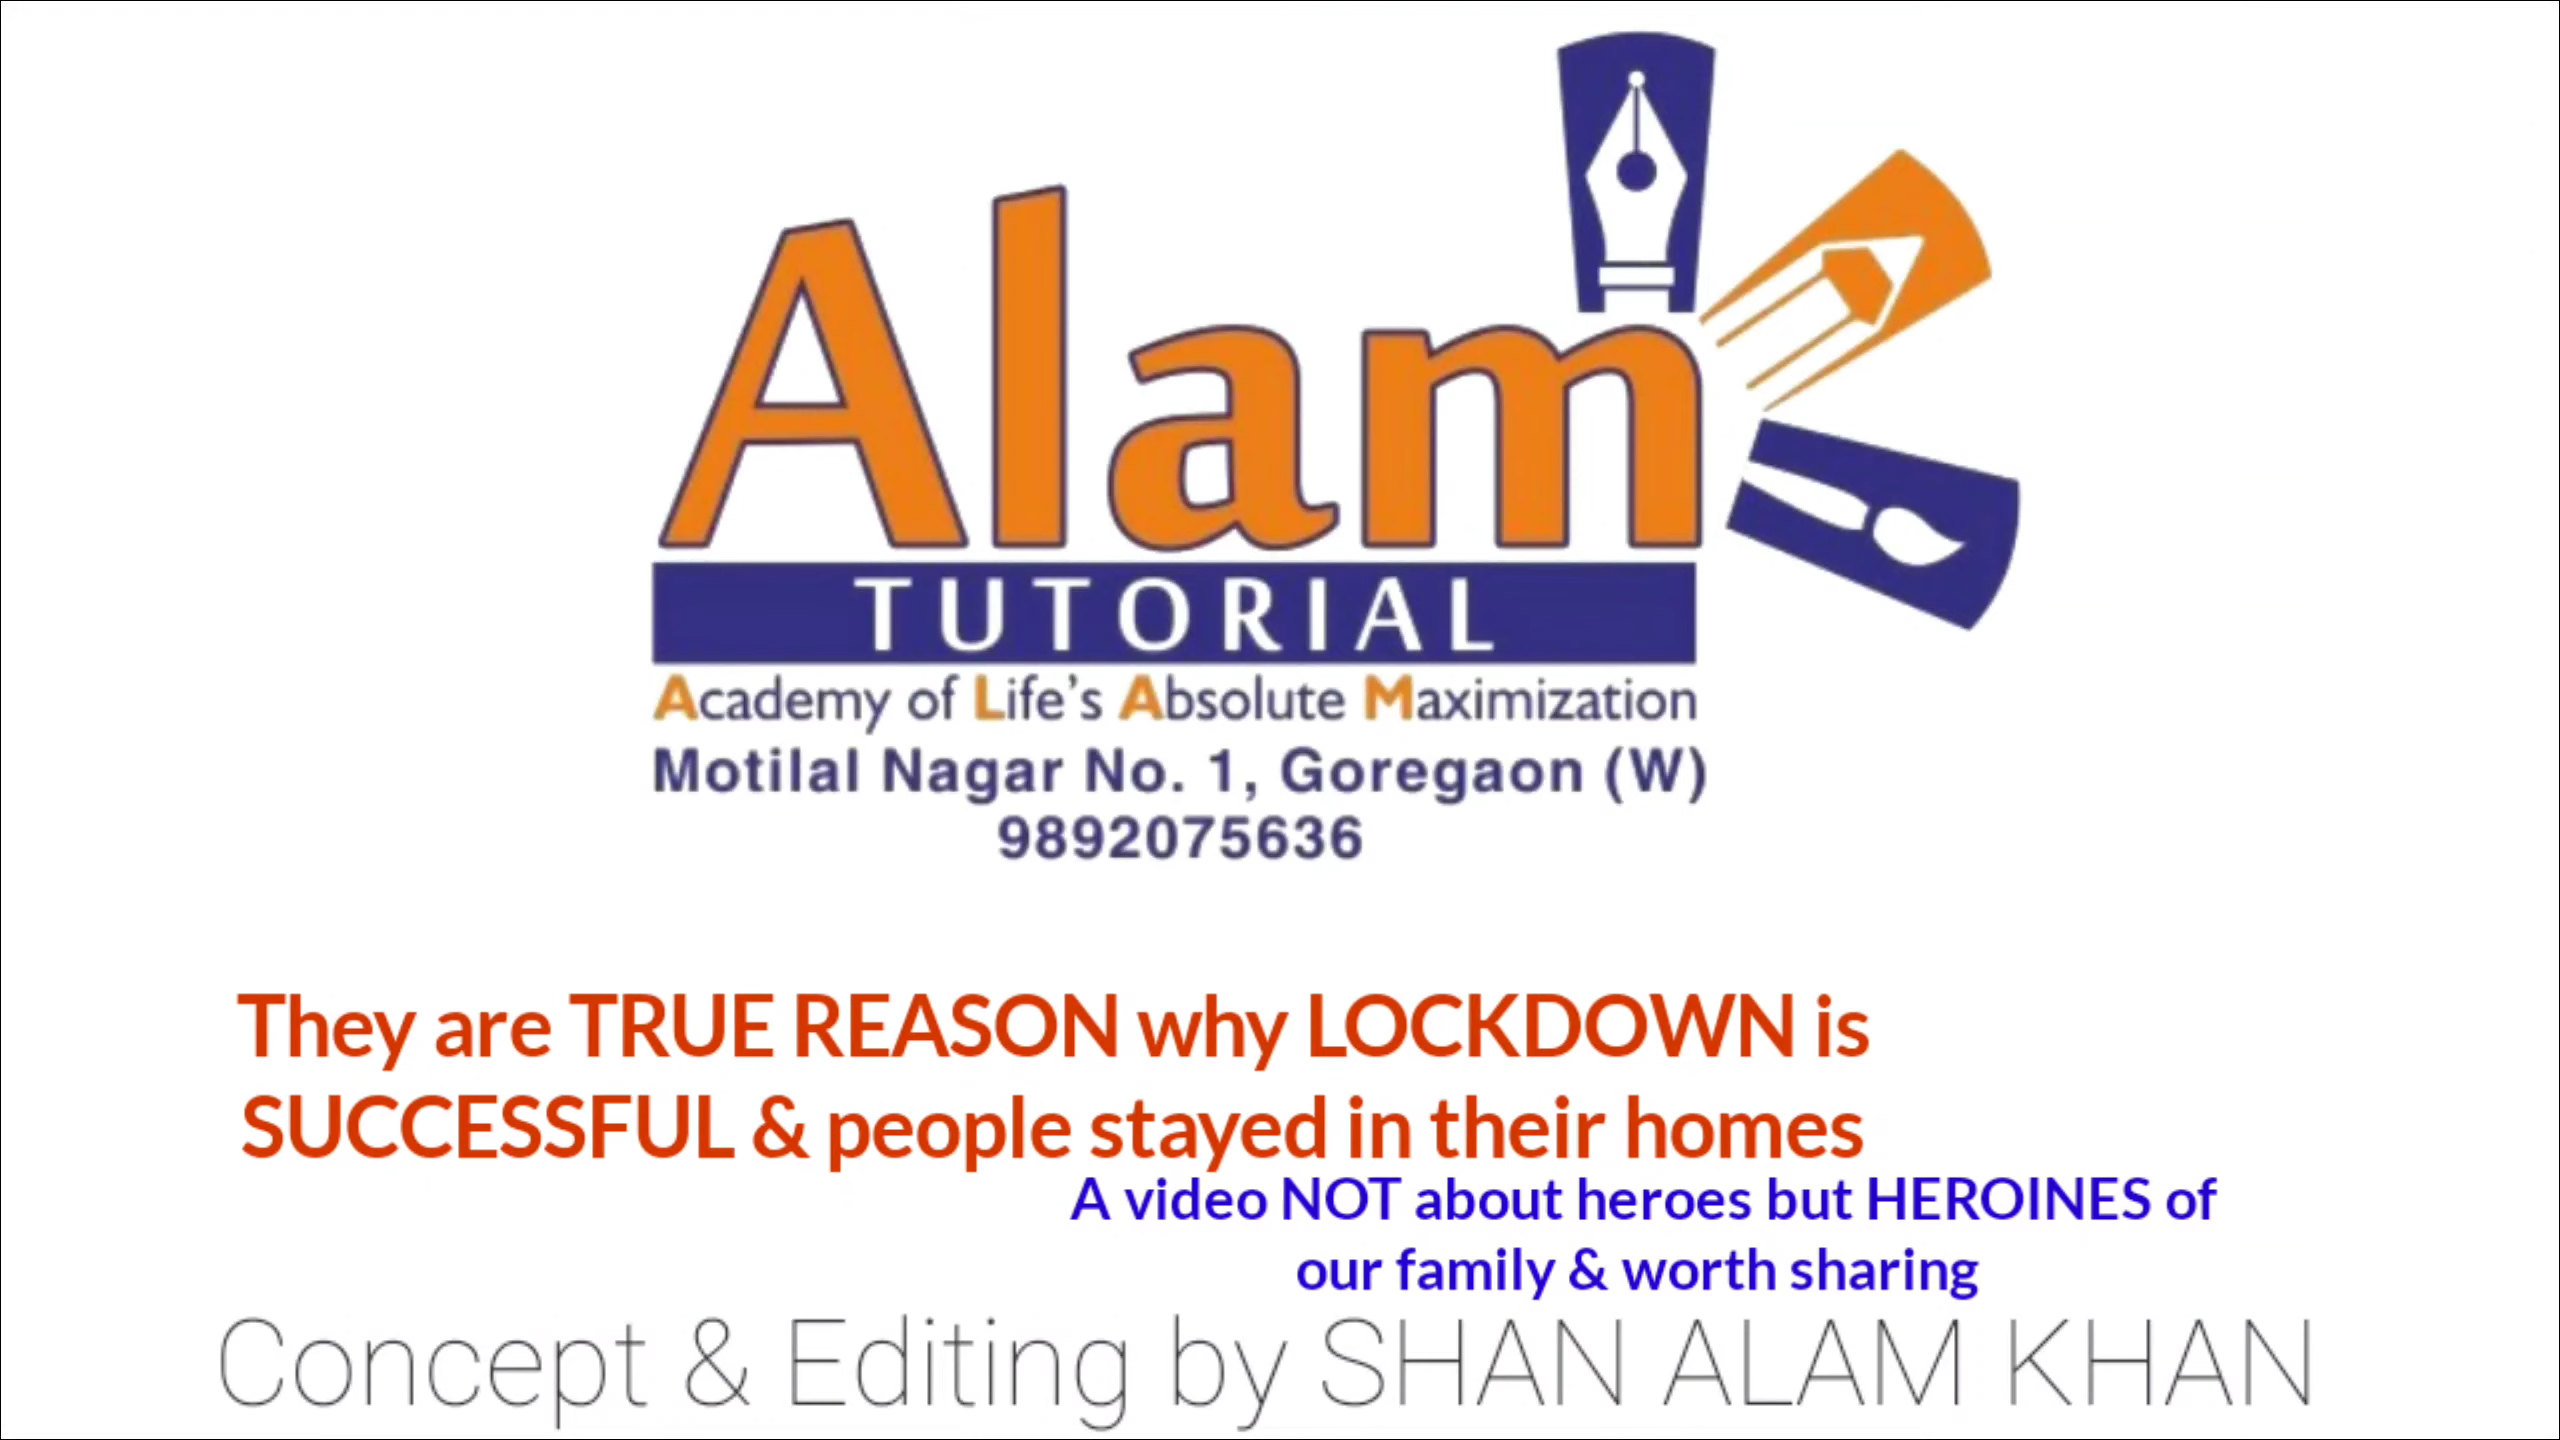 Alam
TUTORIAL
Academy of Life's Absolute Maximization
Motilal Nagar No. 1, Goregaon (W)
9892075636
They are TRUE REASON why LOCKDOWN is
SUCCESSFUL & people stayed in their homes
A video NOT about heroes but HEROINES of
our family & worth sharing
Concept & Editing by SHAN ALAM KHAN